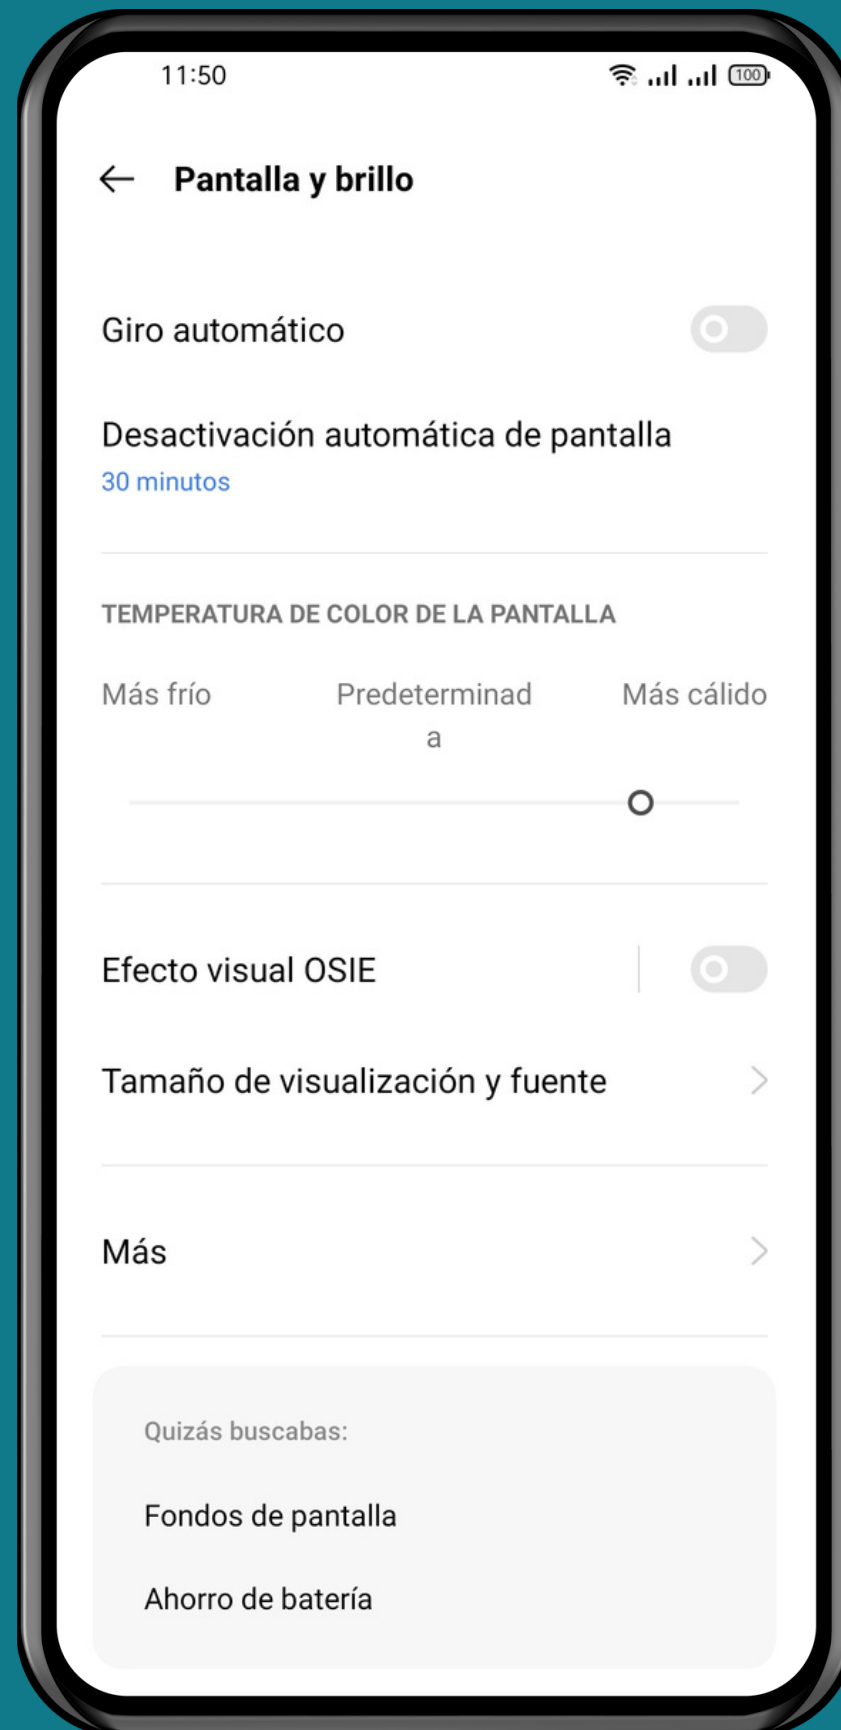 11:50
100
Pantalla y brillo
Giro automático
Desactivación automática de pantalla
30 minutos
TEMPERATURA DE COLOR DE LA PANTALLA
Más frío
Predeterminad
a
Más cálido
Efecto visual OSIE
Tamaño de visualización y fuente
Más
Quizás buscabas:
Fondos de pantalla
Ahorro de batería